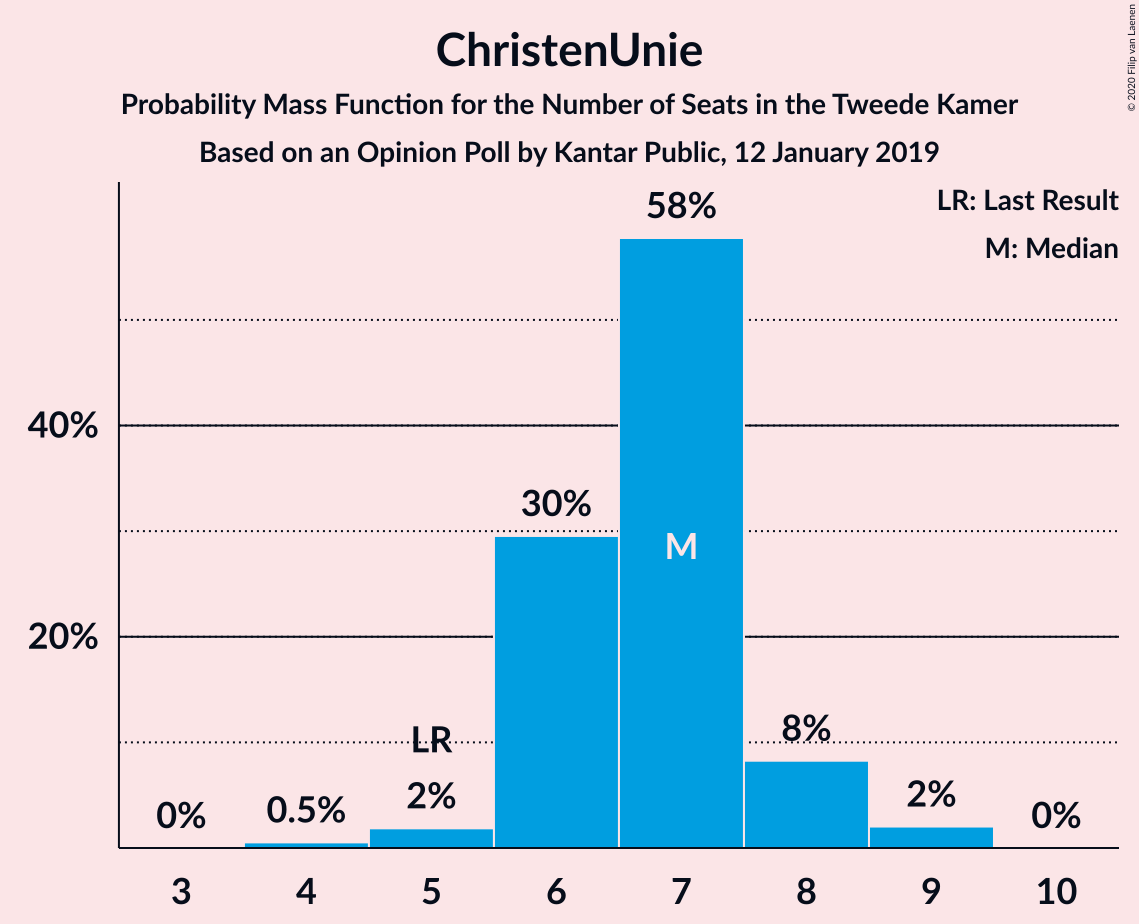 ChristenUnie
Probability Mass Function for the Number of Seats in the Tweede Kamer
Based on an Opinion Poll by Kantar Public, 12 January 2019
© 2020 Filip van Laenen
LR: Last Result
M: Median
58%
40%
30%
M
20%
LR
8%
0%
0.5%
2%
2%
0%
3 4 5 6 7 8 9 10